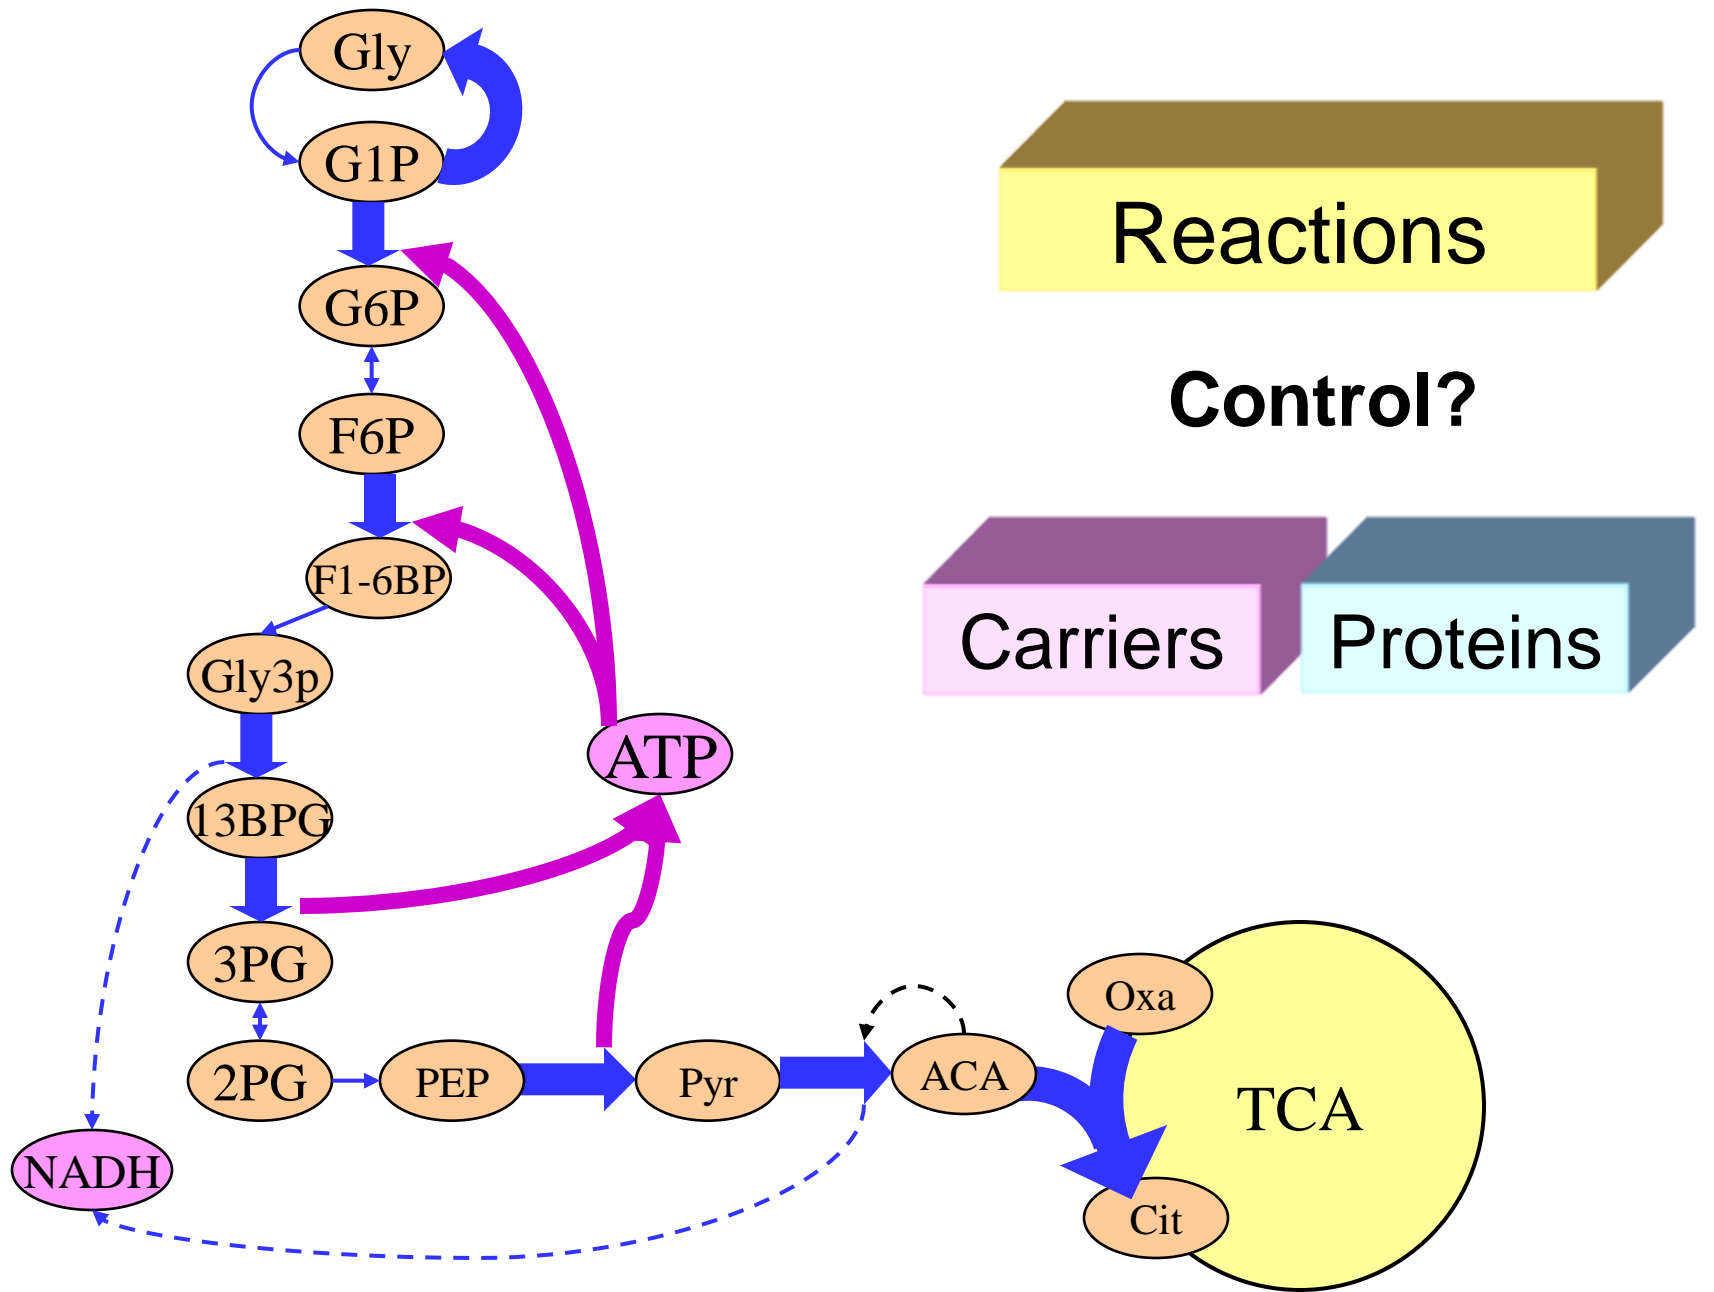 Gly
G1P
G6P
F6P
F1-6BP
Gly3p
13BPG
3PG
2PG
PEP
Pyr
ACA
Oxa
TCA
Cit
NADH
ATP
Reactions
Control?
Carriers
Proteins